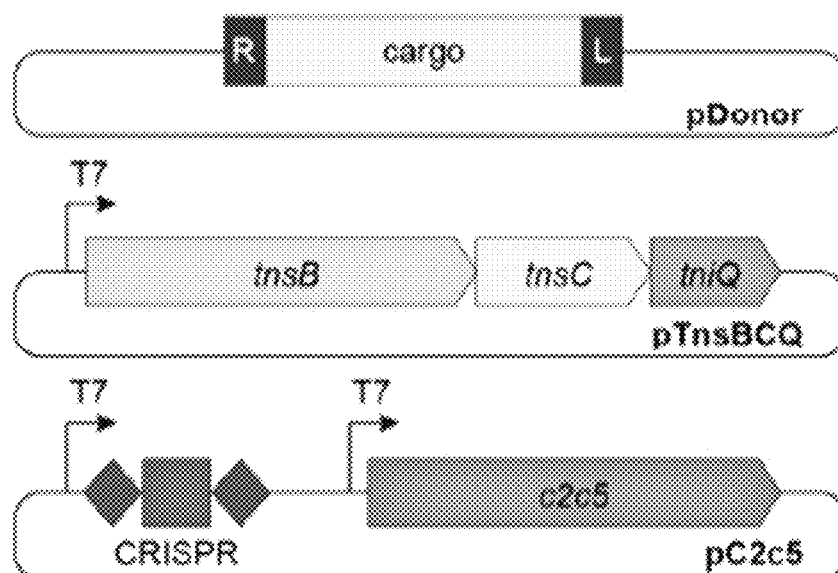 R cargo L
pDonor
T7
tnsB tnsC tniQ
pTnsBCQ
T7 T7
c2c5
CRISPR pC2c5